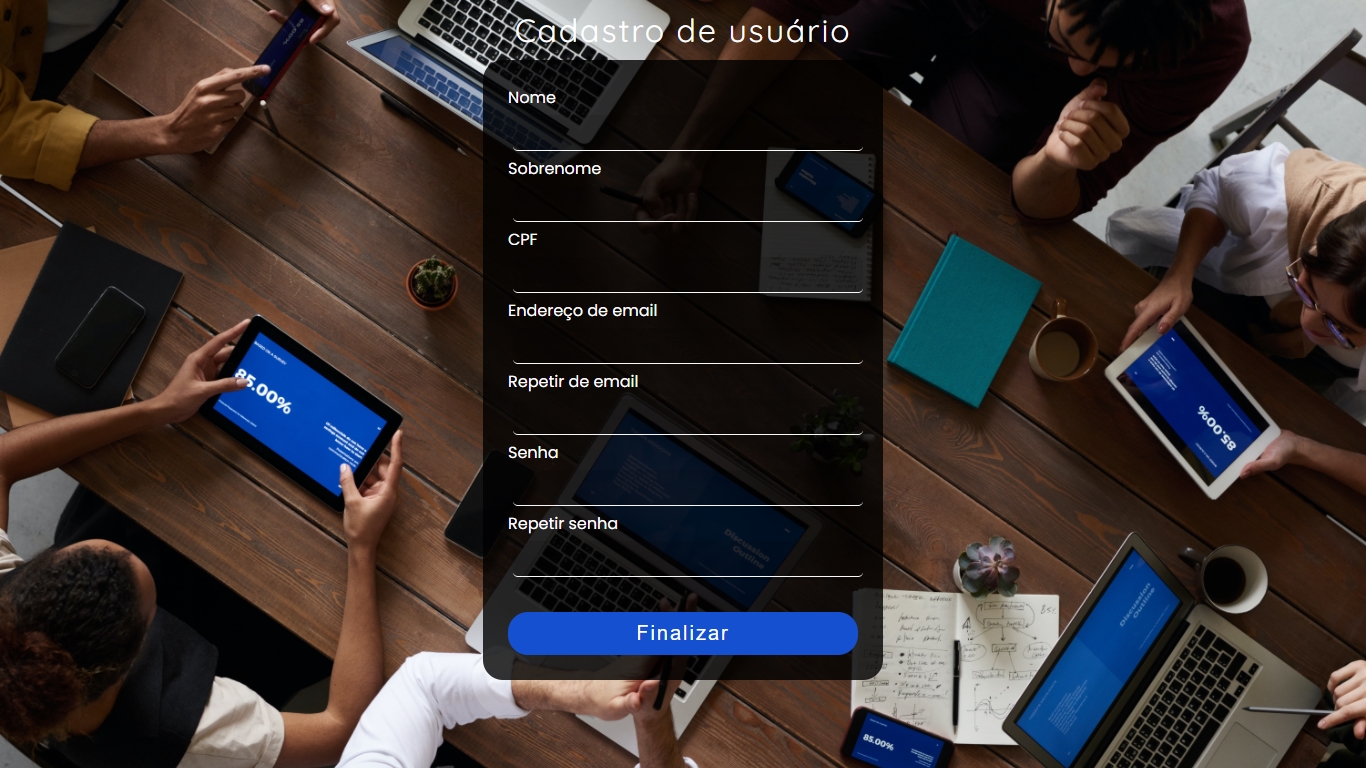 Cadastro de usuário
Nome
Sobrenome
CPF
Endereço de email
Repetir de email
Senha
Repetir senha
Finalizar
85.00%
85.00%
Discussion
Outline
Discussion
Outline
85.00%